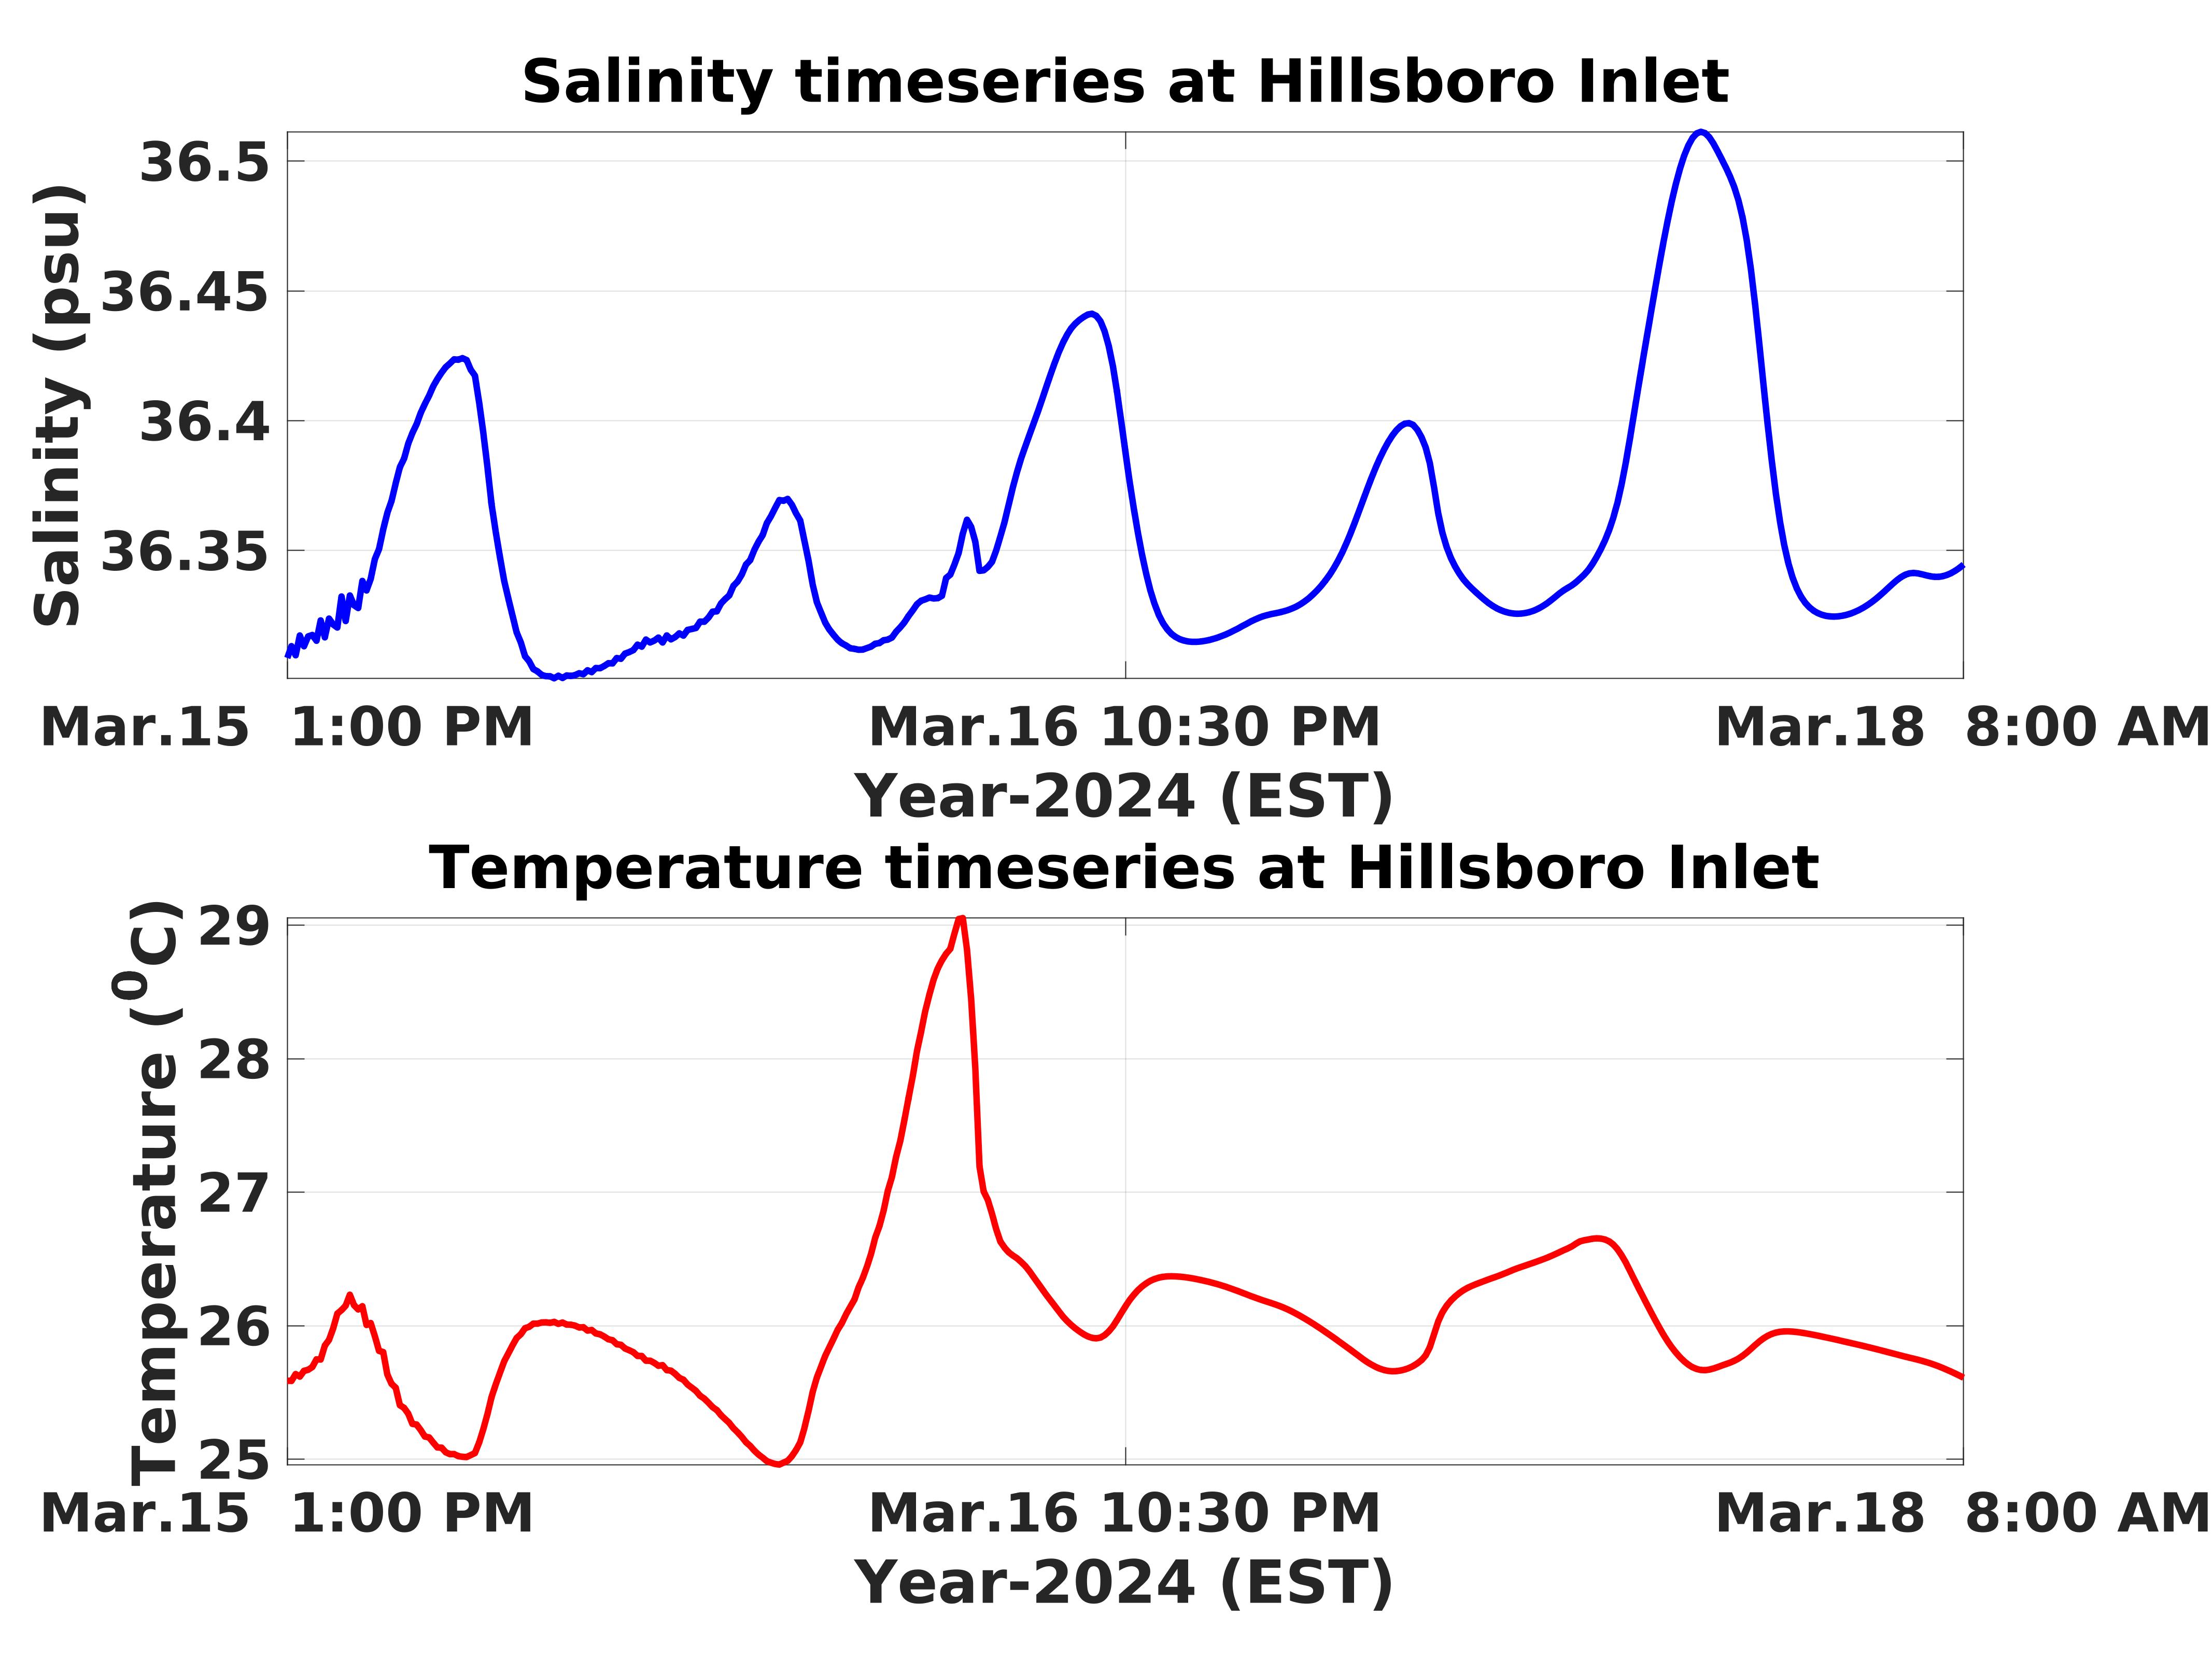 Salinity timeseries at Hillsboro Inlet
Salinity (psu)
36.5
36.45
36.4
36.35
Mar.15  1:00 PM
Mar.16 10:30 PM
Mar.18  8:00 AM
Year-2024 (EST)
Temperature timeseries at Hillsboro Inlet
Temperature (⁰C)
29
28
27
26
25
Mar.15  1:00 PM
Mar.16 10:30 PM
Mar.18  8:00 AM
Year-2024 (EST)